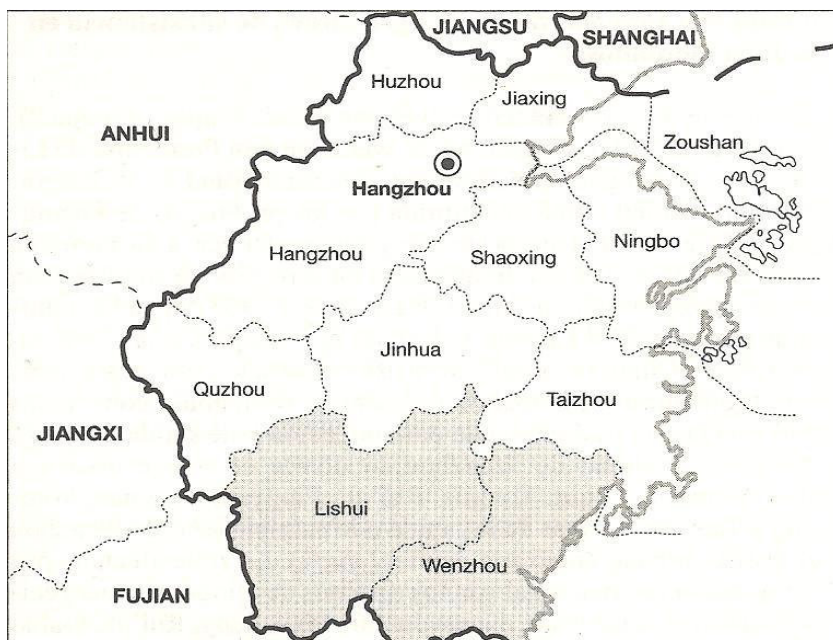 JIANGSU
SHANGHAI
Huzhou
Jiaxing
ANHUI
Zoushan
Hangzhou
Hangzhou
Shaoxing
Ningbo
Jinhua
Quzhou
Taizhou
JIANGXI
Lishui
Wenzhou
FUJIAN